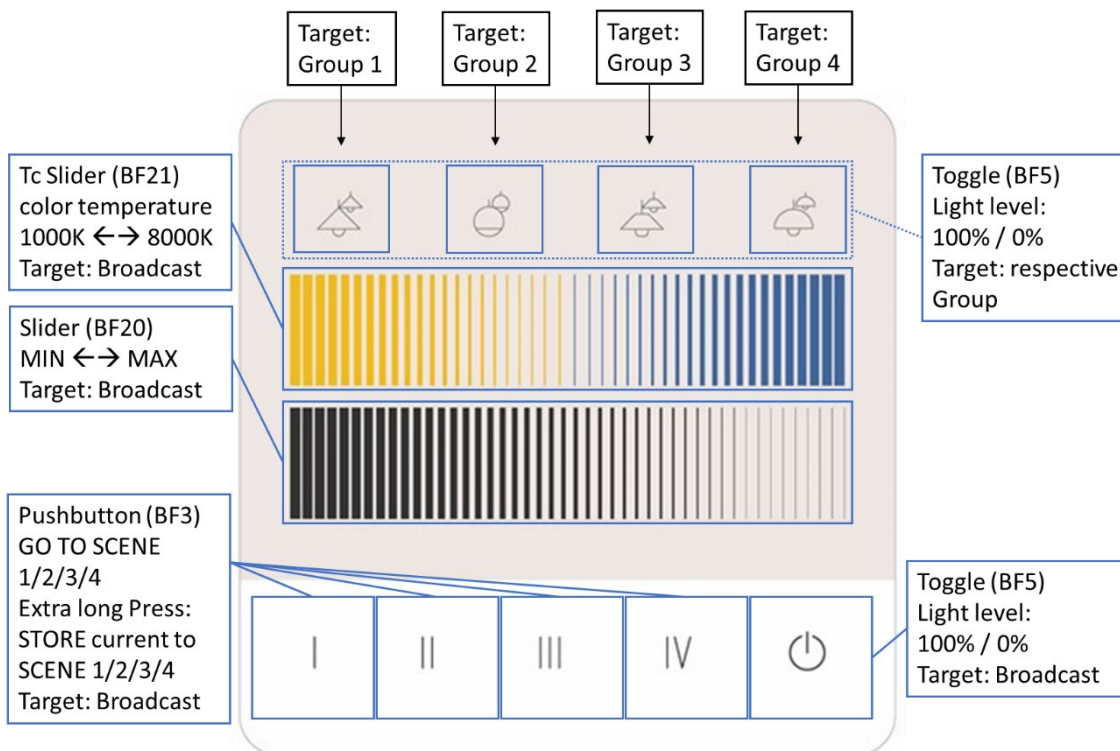 Target:
Group 1
Target:
Group 2
Target:
Group 3
Target:
Group 4
Tc Slider (BF21)
color temperature
1000K ←→ 8000K
Target: Broadcast
Toggle (BF5)
Light level:
100% / 0%
Target: respective
Group
Slider (BF20)
MIN ←→ MAX
Target: Broadcast
Pushbutton (BF3)
GO TO SCENE
1/2/3/4
Extra long Press:
STORE current to
SCENE 1/2/3/4
Target: Broadcast
I
II
III
IV
Toggle (BF5)
Light level:
100% / 0%
Target: Broadcast